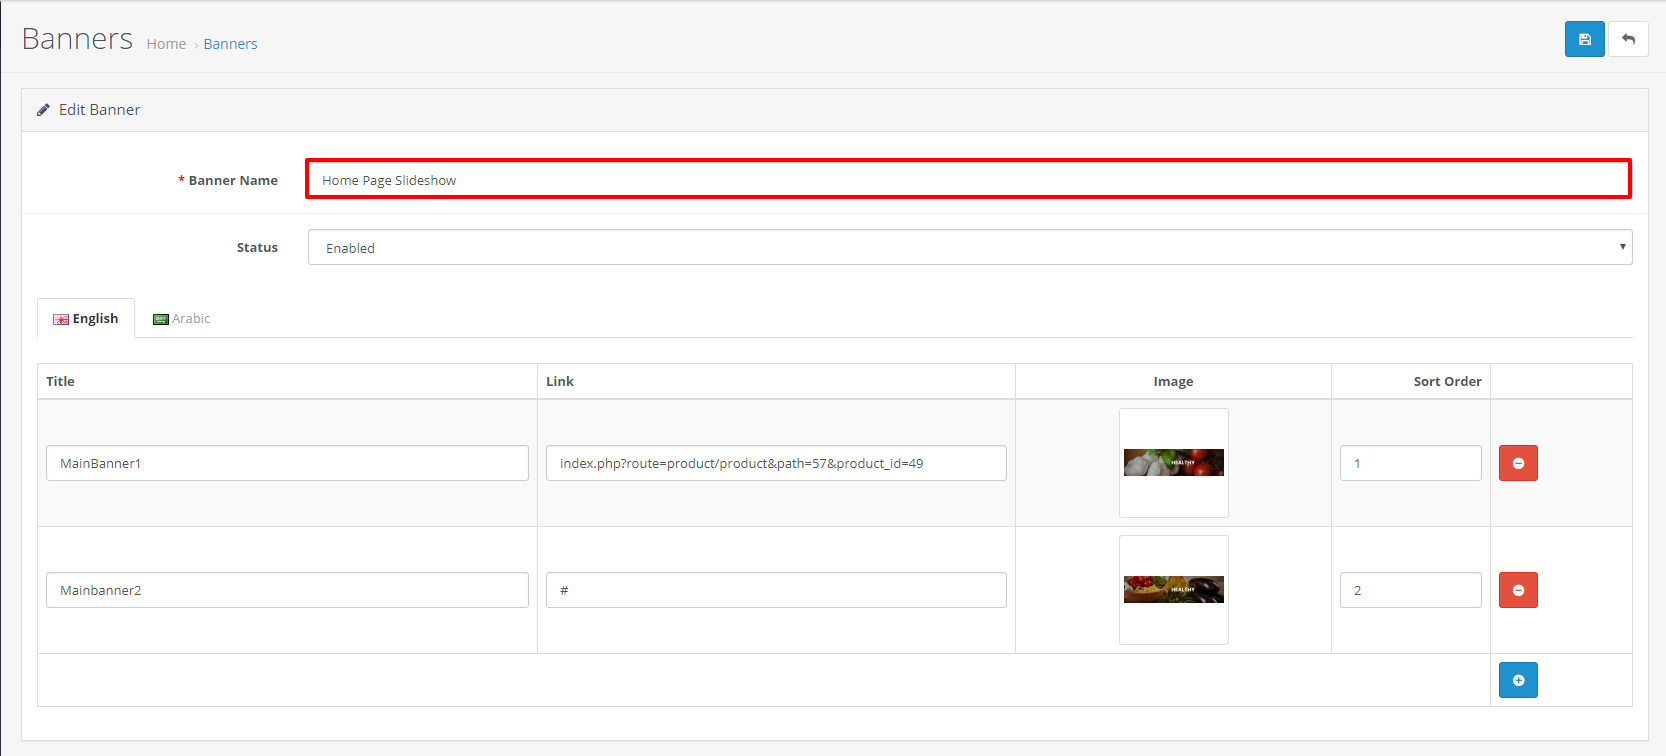 Banners Home › Banners
Edit Banner
* Banner Name Home Page Slideshow
Status Enabled
English Arabic
Title Link Image Sort Order
MainBanner1 index.php?route=product/product&path=57&product_id=49 HEALTHY 1
Mainbanner2 # HEALTHY 2